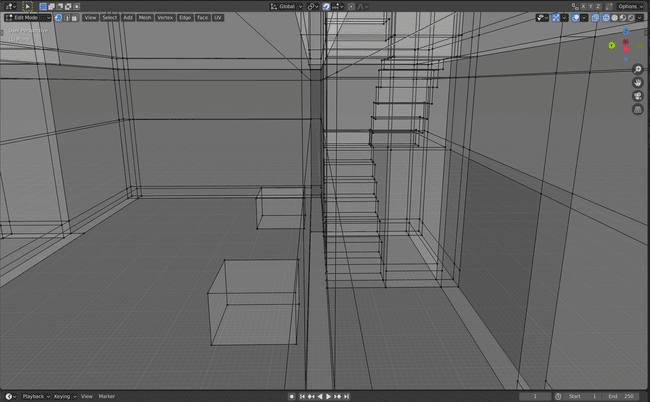 Global
Options
Edit Mode
View Select Add Mesh Vertex Edge Face UV
User Perspective
Playback Keying View Marker
1 Start 1 End 250